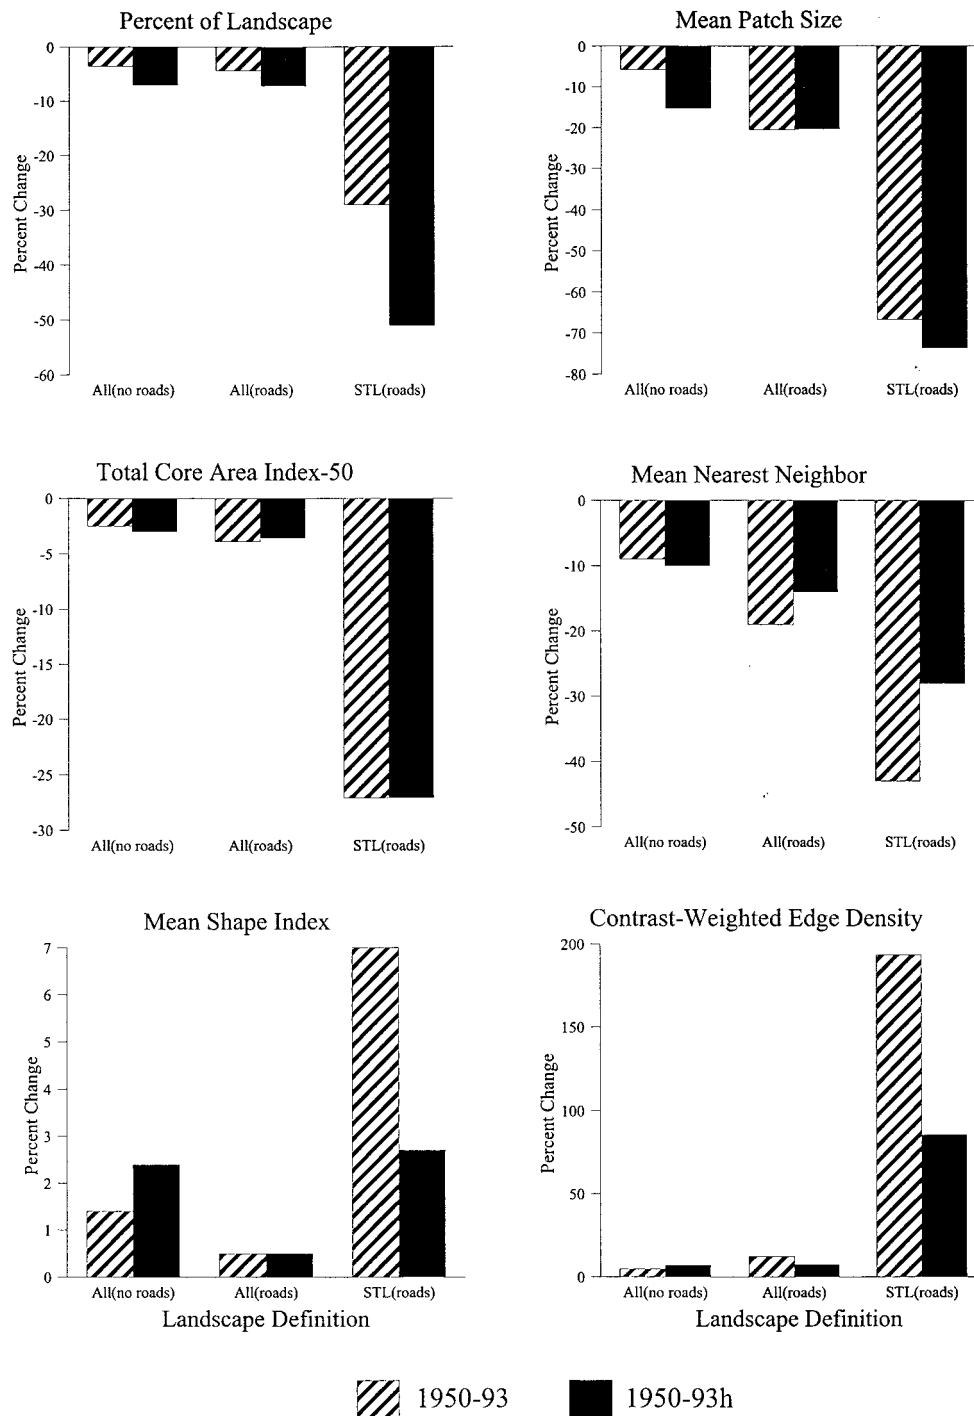 Percent of Landscape
0
-10
-20
-30
-40
-50
-60
Percent Change
All(no roads) All(roads) STL(roads)
Mean Patch Size
0
-10
-20
-30
-40
-50
-60
-70
-80
Percent Change
All(no roads) All(roads) STL(roads)
Total Core Area Index-50
0
-5
-10
-15
-20
-25
-30
Percent Change
All(no roads) All(roads) STL(roads)
Mean Nearest Neighbor
0
-10
-20
-30
-40
-50
Percent Change
All(no roads) All(roads) STL(roads)
Mean Shape Index
7
6
5
4
3
2
1
0
Percent Change
All(no roads) All(roads) STL(roads)
Landscape Definition
Contrast-Weighted Edge Density
200
150
100
50
0
Percent Change
All(no roads) All(roads) STL(roads)
Landscape Definition
1950-93 1950-93h